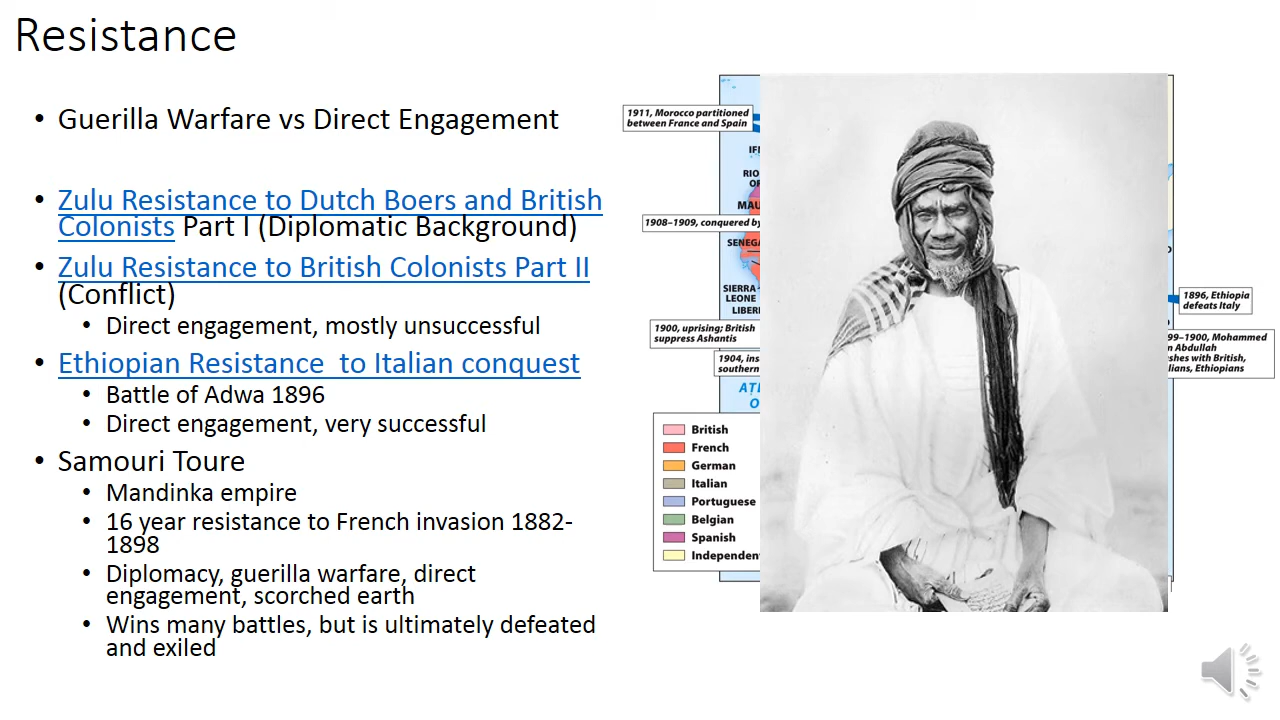 Resistance
• Guerilla Warfare vs Direct Engagement
• Zulu Resistance to Dutch Boers and British
Colonists Part I (Diplomatic Background)
• Zulu Resistance to British Colonists Part II
(Conflict)
• Direct engagement, mostly unsuccessful
• Ethiopian Resistance  to Italian conquest
• Battle of Adwa 1896
• Direct engagement, very successful
• Samouri Toure
• Mandinka empire
• 16 year resistance to French invasion 1882-
1898
• Diplomacy, guerilla warfare, direct
engagement, scorched earth
• Wins many battles, but is ultimately defeated
and exiled
1911, Morocco partitioned
between France and Spain
IFN
RIO
OR
MAU
1908–1909, conquered by
SENEGA
SIERRA
LEONE
LIBERI
1900, uprising; British
suppress Ashantis
1904, ins
southern
ATL
O
British
French
German
Italian
Portuguese
Belgian
Spanish
Independent
1896, Ethiopia
defeats Italy
99–1900, Mohammed
n Abdullah
shes with British,
lians, Ethiopians